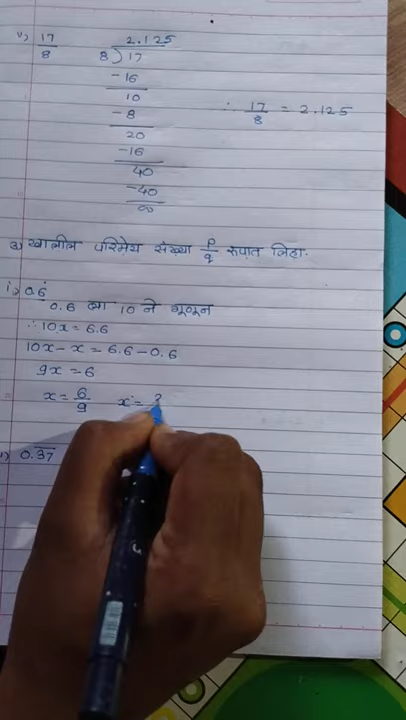 v) 17/8
2.125
8)17
-16
10
-8
20
-16
40
-40
00
∴ 17/8 = 2.125
3) खालील परिमेय संख्या p/q रूपात लिहा.
i) 0.6̇
0.6 ला 10 ने गुणून
∴ 10x = 6.6
10x - x = 6.6 - 0.6
9x = 6
x = 6/9 x =
0.37